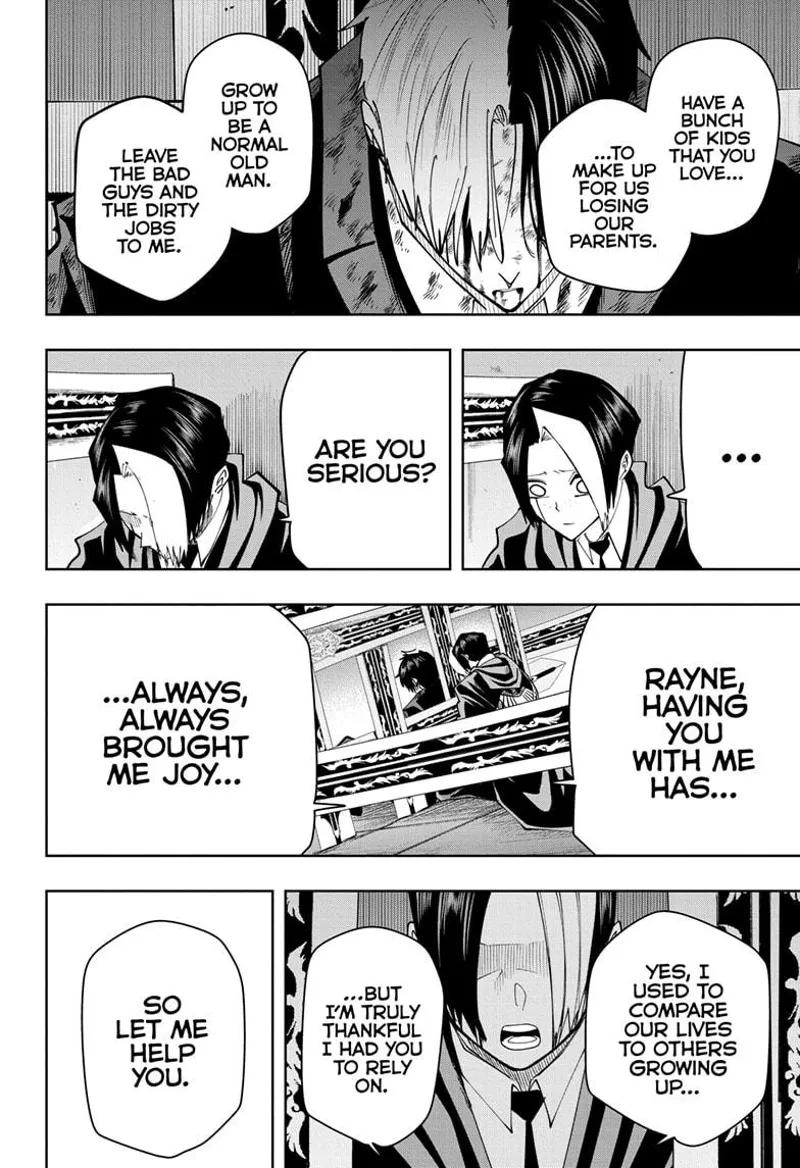 HAVE A
BUNCH
OF KIDS
THAT YOU
LOVE...
...TO
MAKE UP
FOR US
LOSING
OUR
PARENTS.
GROW
UP TO
BE A
NORMAL
OLD
MAN.
LEAVE
THE BAD
GUYS AND
THE DIRTY
JOBS
TO ME.
...
ARE YOU
SERIOUS?
RAYNE,
HAVING
YOU
WITH ME
HAS...
...ALWAYS,
ALWAYS
BROUGHT
ME JOY...
YES, I
USED TO
COMPARE
OUR LIVES
TO OTHERS
GROWING
UP...
...BUT
I'M TRULY
THANKFUL
I HAD YOU
TO RELY
ON.
SO
LET ME
HELP
YOU.